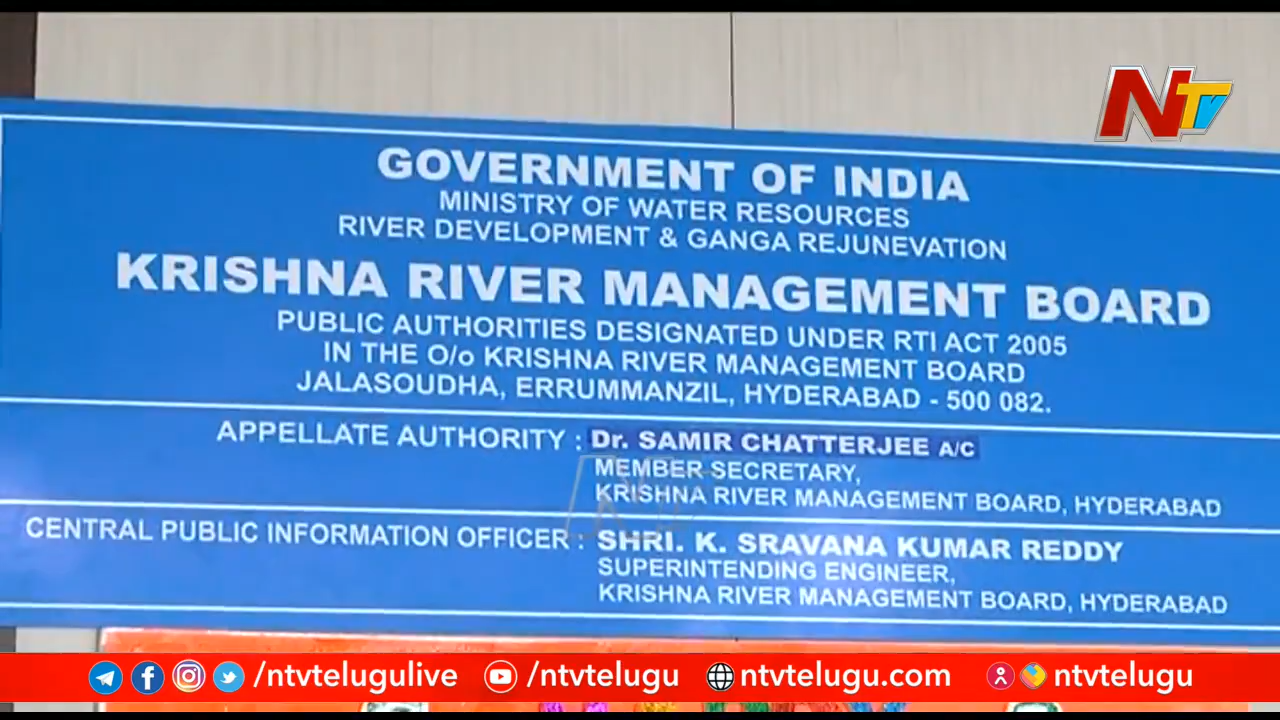 NTV
GOVERNMENT OF INDIA
MINISTRY OF WATER RESOURCES
RIVER DEVELOPMENT & GANGA REJUNEVATION
KRISHNA RIVER MANAGEMENT BOARD
PUBLIC AUTHORITIES DESIGNATED UNDER RTI ACT 2005
IN THE O/o KRISHNA RIVER MANAGEMENT BOARD
JALASOUDHA, ERRUMMANZIL, HYDERABAD - 500 082.
APPELLATE AUTHORITY : Dr. SAMIR CHATTERJEE A/C
MEMBER SECRETARY,
KRISHNA RIVER MANAGEMENT BOARD, HYDERABAD
CENTRAL PUBLIC INFORMATION OFFICER : SHRI. K. SRAVANA KUMAR REDDY
SUPERINTENDING ENGINEER,
KRISHNA RIVER MANAGEMENT BOARD, HYDERABAD
/ntvtelugulive /ntvtelugu ntvtelugu.com ntvtelugu